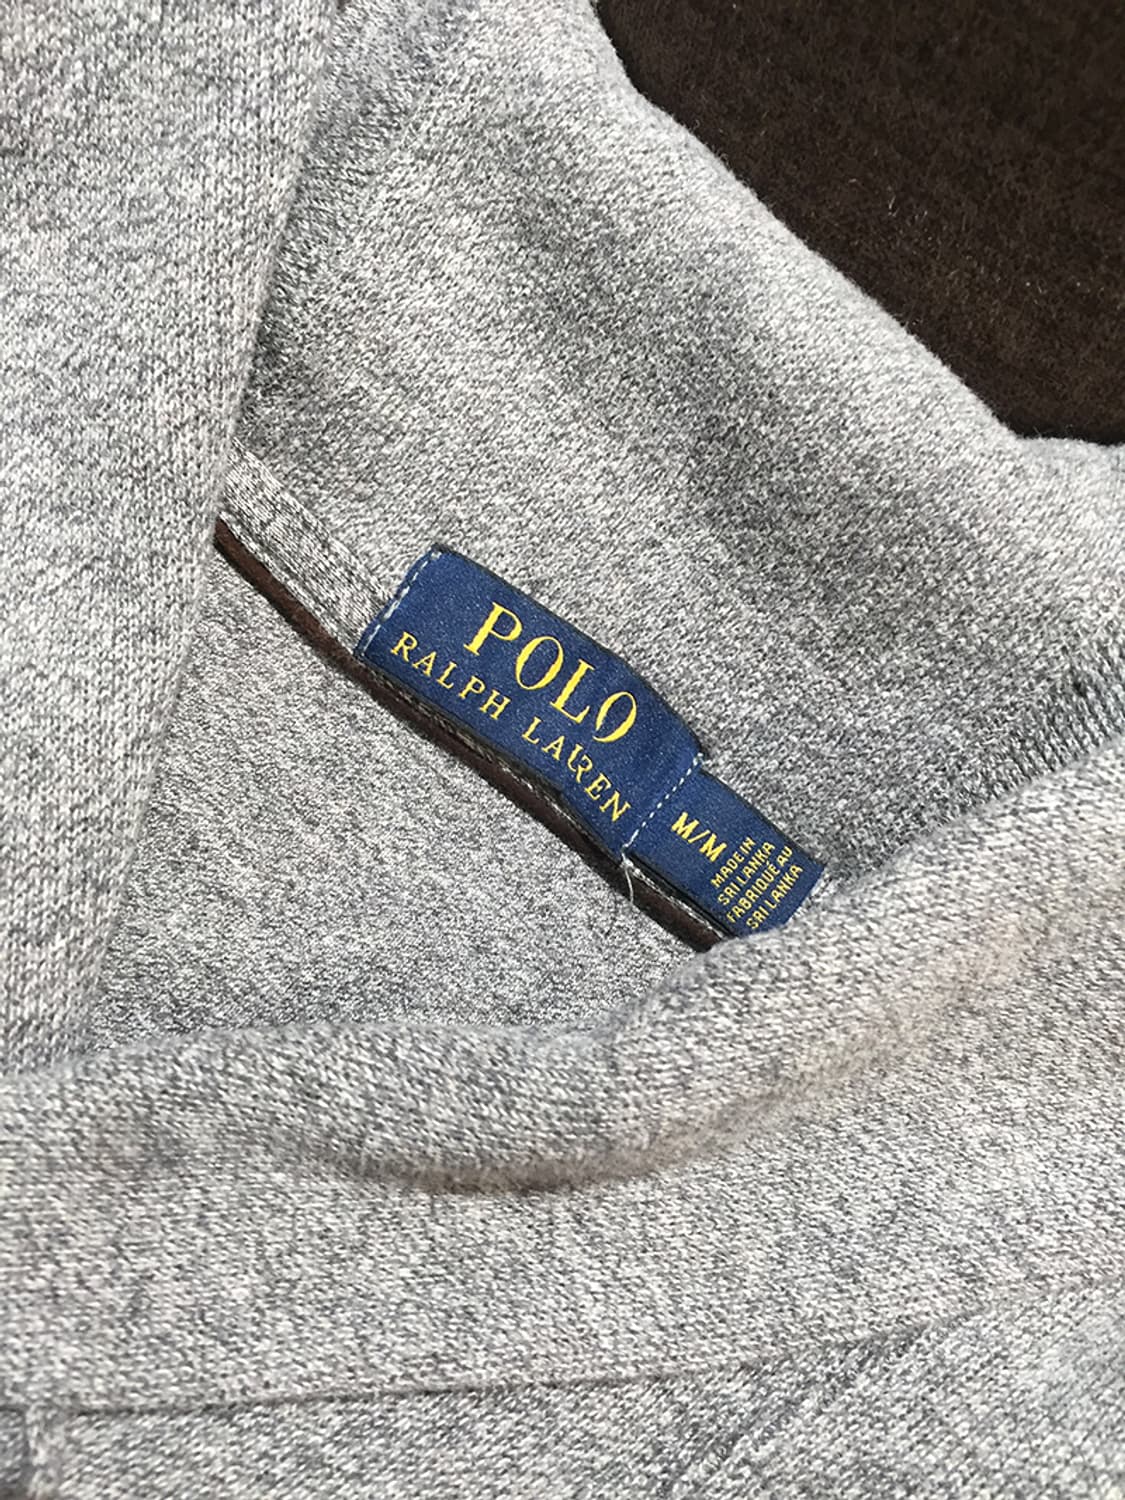 POLO
RALPH LAUREN
M/M
MADE IN
SRI LANKA
FABRIQUÉ AU
SRI LANKA